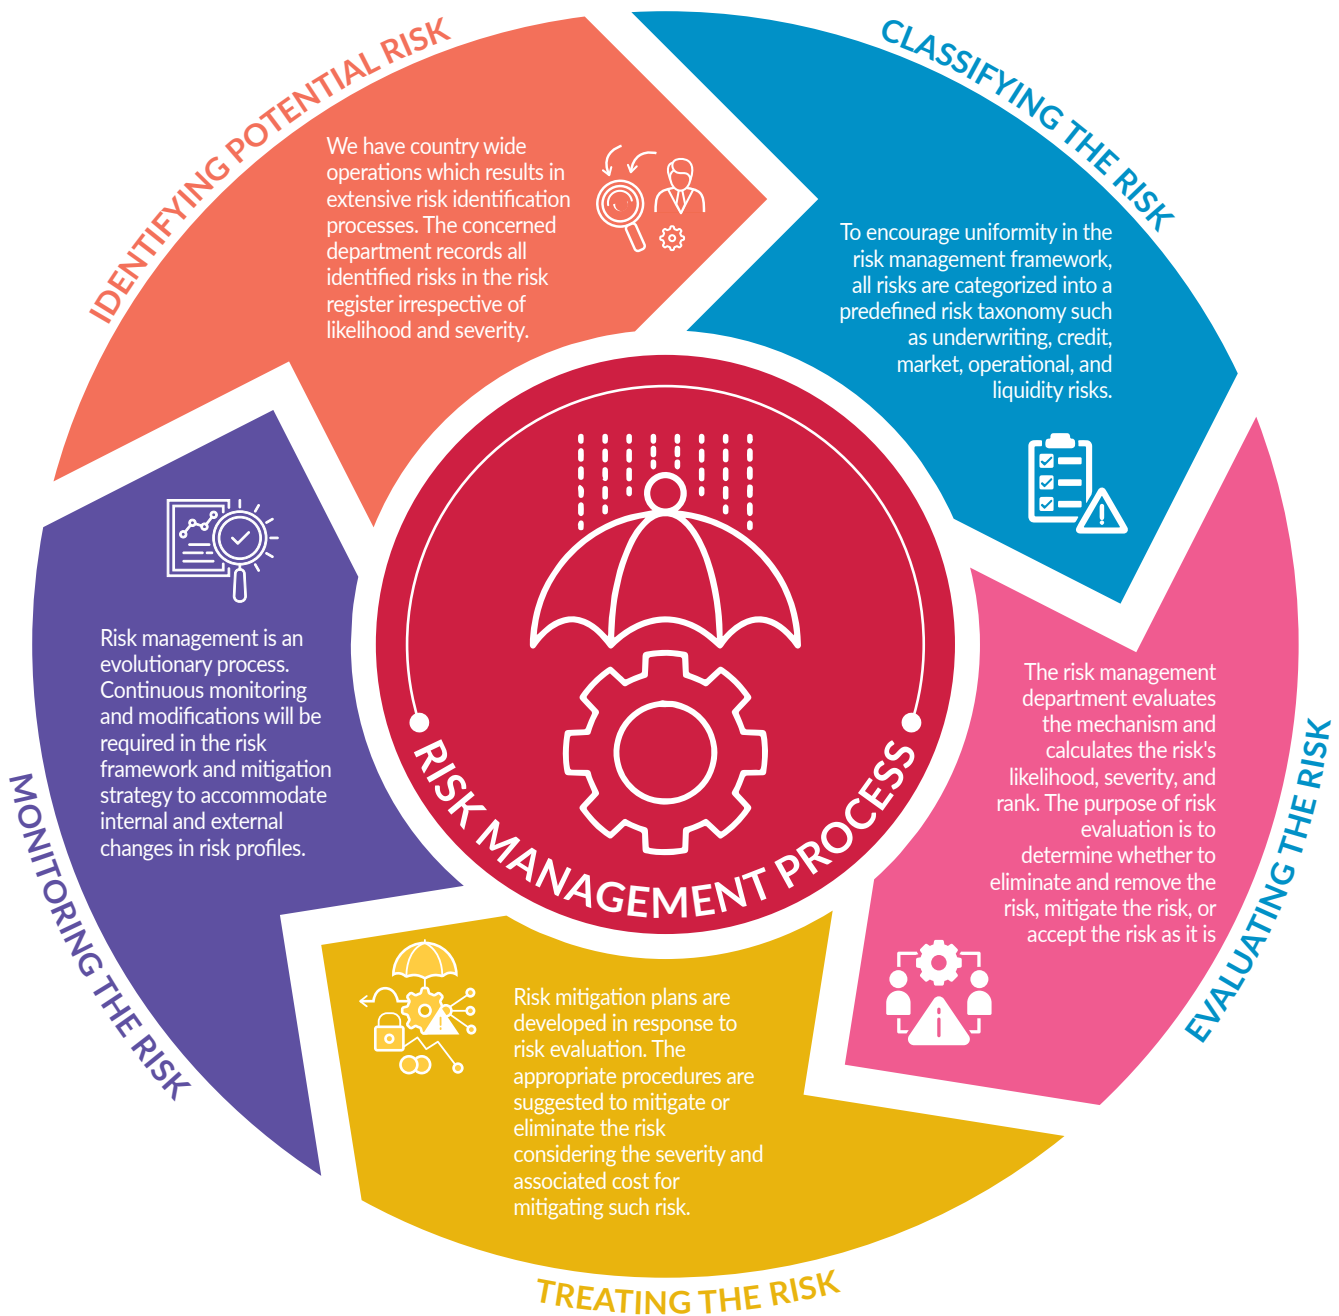 IDENTIFYING POTENTIAL RISK
We have country wide
operations which results in
extensive risk identification
processes. The concerned
department records all
identified risks in the risk
register irrespective of
likelihood and severity.
CLASSIFYING THE RISK
To encourage uniformity in the
risk management framework,
all risks are categorized into a
predefined risk taxonomy such
as underwriting, credit,
market, operational, and
liquidity risks.
EVALUATING THE RISK
The risk management
department evaluates
the mechanism and
calculates the risk's
likelihood, severity, and
rank. The purpose of risk
evaluation is to
determine whether to
eliminate and remove the
risk, mitigate the risk, or
accept the risk as it is
TREATING THE RISK
Risk mitigation plans are
developed in response to
risk evaluation. The
appropriate procedures are
suggested to mitigate or
eliminate the risk
considering the severity and
associated cost for
mitigating such risk.
MONITORING THE RISK
Risk management is an
evolutionary process.
Continuous monitoring
and modifications will be
required in the risk
framework and mitigation
strategy to accommodate
internal and external
changes in risk profiles.
RISK MANAGEMENT PROCESS